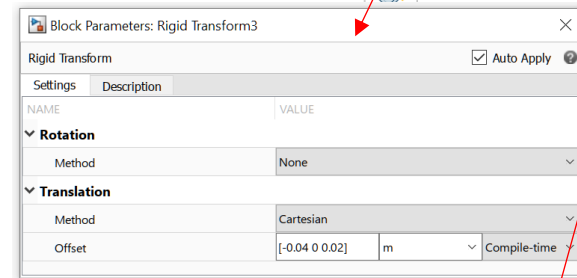 Block Parameters: Rigid Transform3
Rigid Transform Auto Apply
Settings Description
NAME VALUE
Rotation
Method None
Translation
Method Cartesian
Offset [-0.04 0 0.02] m Compile-time